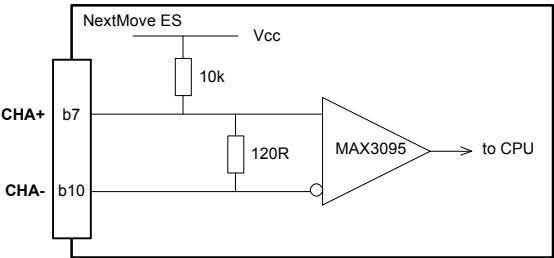 NextMove ES
Vcc
10k
CHA+ b7
120R
MAX3095
to CPU
CHA- b10